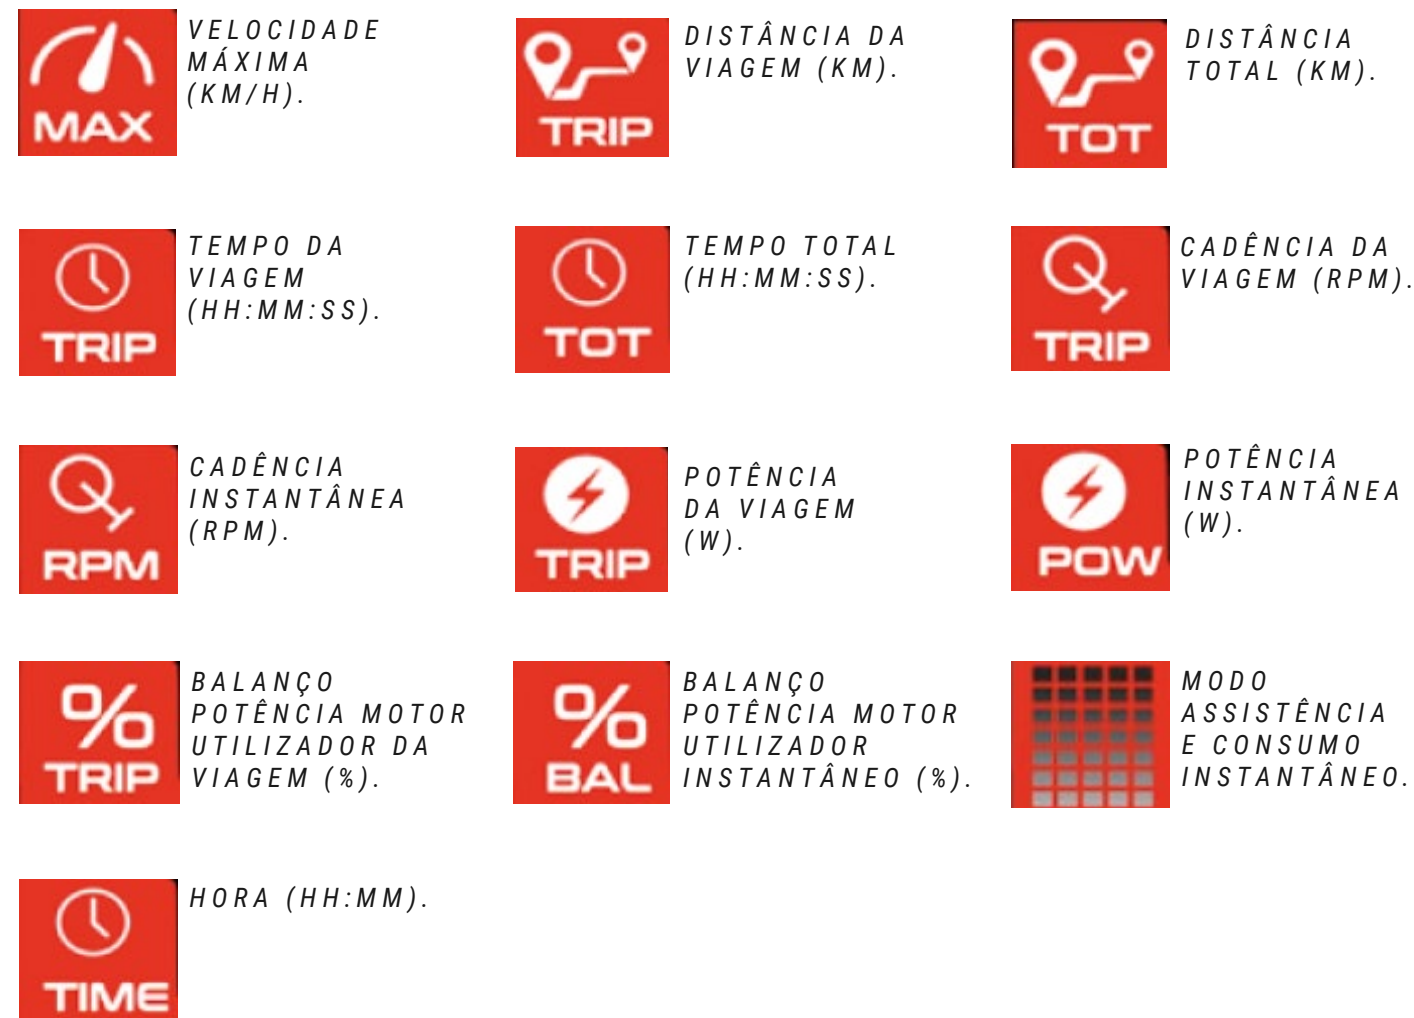 MAX
VELOCIDADE
MÁXIMA
(KM/H).
TRIP
DISTÂNCIA DA
VIAGEM (KM).
TOT
DISTÂNCIA
TOTAL (KM).
TRIP
TEMPO DA
VIAGEM
(HH:MM:SS).
TOT
TEMPO TOTAL
(HH:MM:SS).
TRIP
CADÊNCIA DA
VIAGEM (RPM).
RPM
CADÊNCIA
INSTANTÂNEA
(RPM).
TRIP
POTÊNCIA
DA VIAGEM
(W).
POW
POTÊNCIA
INSTANTÂNEA
(W).
%
TRIP
BALANÇO
POTÊNCIA MOTOR
UTILIZADOR DA
VIAGEM (%).
%
BAL
BALANÇO
POTÊNCIA MOTOR
UTILIZADOR
INSTANTÂNEO (%).
MODO
ASSISTÊNCIA
E CONSUMO
INSTANTÂNEO.
TIME
HORA (HH:MM).